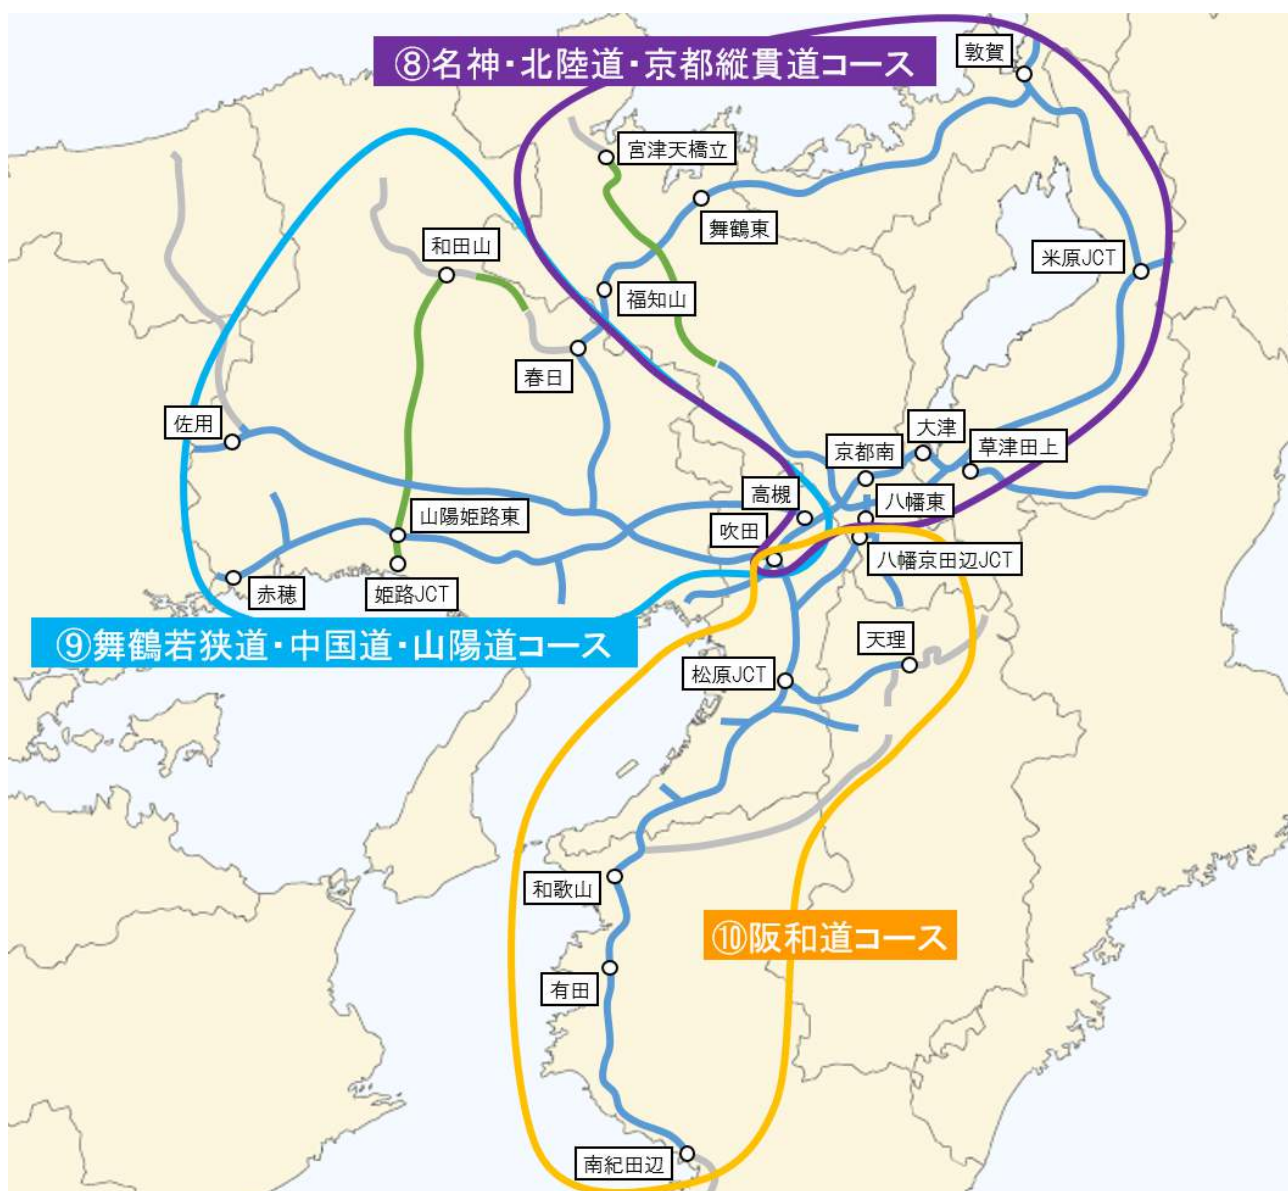 ⑧名神・北陸道・京都縦貫道コース
敦賀
宮津天橋立
舞鶴東
和田山
米原JCT
福知山
春日
佐用
大津
京都南
草津田上
高槻
八幡東
山陽姫路東
吹田
八幡京田辺JCT
赤穂
姫路JCT
⑨舞鶴若狭道・中国道・山陽道コース
天理
松原JCT
和歌山
⑩阪和道コース
有田
南紀田辺